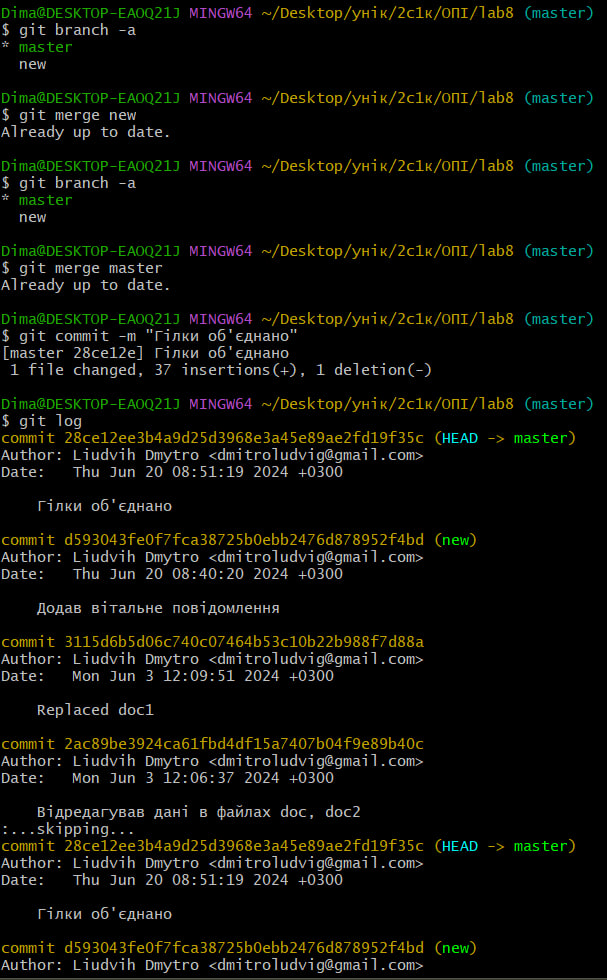 Dima@DESKTOP-EAOQ21J MINGW64 ~/Desktop/унік/2с1к/ОПІ/lab8 (master)
$ git branch -a
* master
  new

Dima@DESKTOP-EAOQ21J MINGW64 ~/Desktop/унік/2с1к/ОПІ/lab8 (master)
$ git merge new
Already up to date.

Dima@DESKTOP-EAOQ21J MINGW64 ~/Desktop/унік/2с1к/ОПІ/lab8 (master)
$ git branch -a
* master
  new

Dima@DESKTOP-EAOQ21J MINGW64 ~/Desktop/унік/2с1к/ОПІ/lab8 (master)
$ git merge master
Already up to date.

Dima@DESKTOP-EAOQ21J MINGW64 ~/Desktop/унік/2с1к/ОПІ/lab8 (master)
$ git commit -m "Гілки об'єднано"
[master 28ce12e] Гілки об'єднано
 1 file changed, 37 insertions(+), 1 deletion(-)

Dima@DESKTOP-EAOQ21J MINGW64 ~/Desktop/унік/2с1к/ОПІ/lab8 (master)
$ git log
commit 28ce12ee3b4a9d25d3968e3a45e89ae2fd19f35c (HEAD -> master)
Author: Liudvih Dmytro <dmitroludvig@gmail.com>
Date:   Thu Jun 20 08:51:19 2024 +0300

    Гілки об'єднано

commit d593043fe0f7fca38725b0ebb2476d878952f4bd (new)
Author: Liudvih Dmytro <dmitroludvig@gmail.com>
Date:   Thu Jun 20 08:40:20 2024 +0300

    Додав вітальне повідомлення

commit 3115d6b5d06c740c07464b53c10b22b988f7d88a
Author: Liudvih Dmytro <dmitroludvig@gmail.com>
Date:   Mon Jun 3 12:09:51 2024 +0300

    Replaced doc1

commit 2ac89be3924ca61fbd4df15a7407b04f9e89b40c
Author: Liudvih Dmytro <dmitroludvig@gmail.com>
Date:   Mon Jun 3 12:06:37 2024 +0300

    Відредагував дані в файлах doc, doc2
:...skipping...
commit 28ce12ee3b4a9d25d3968e3a45e89ae2fd19f35c (HEAD -> master)
Author: Liudvih Dmytro <dmitroludvig@gmail.com>
Date:   Thu Jun 20 08:51:19 2024 +0300

    Гілки об'єднано

commit d593043fe0f7fca38725b0ebb2476d878952f4bd (new)
Author: Liudvih Dmytro <dmitroludvig@gmail.com>